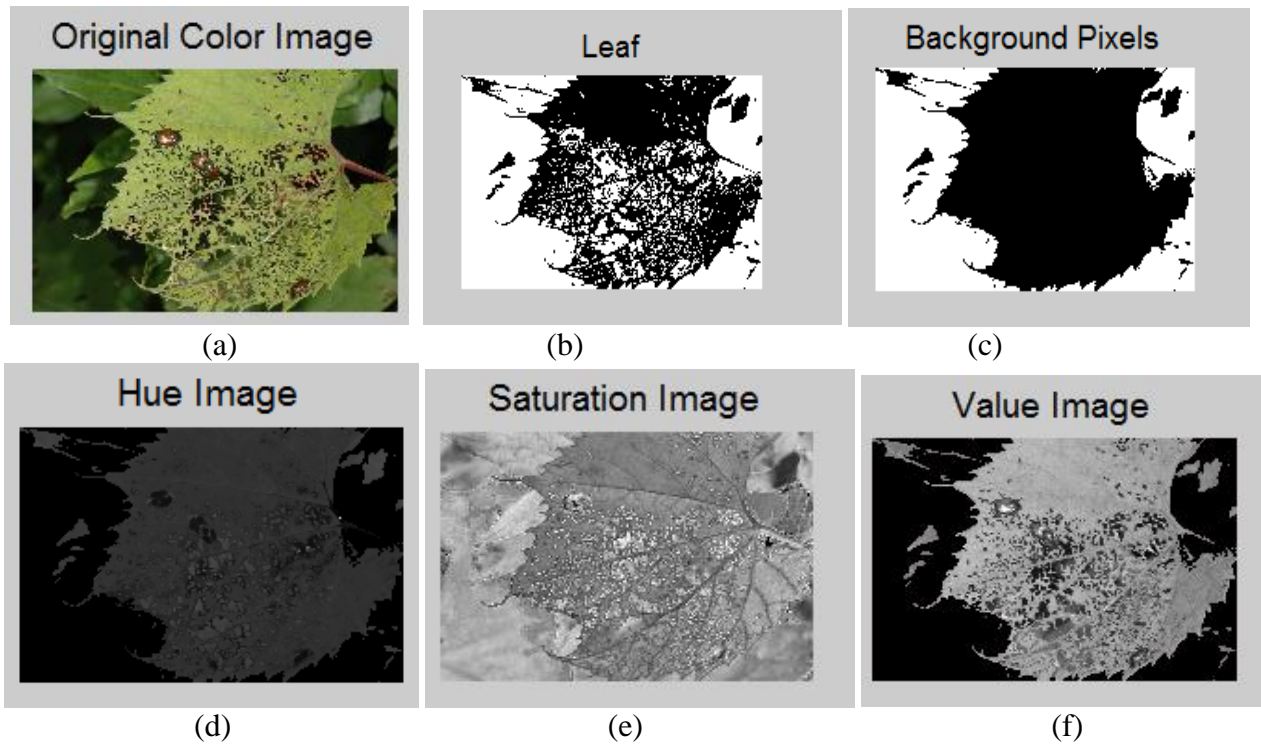 Original Color Image
Leaf
Background Pixels
(a)
(b)
(c)
Hue Image
Saturation Image
Value Image
(d)
(e)
(f)